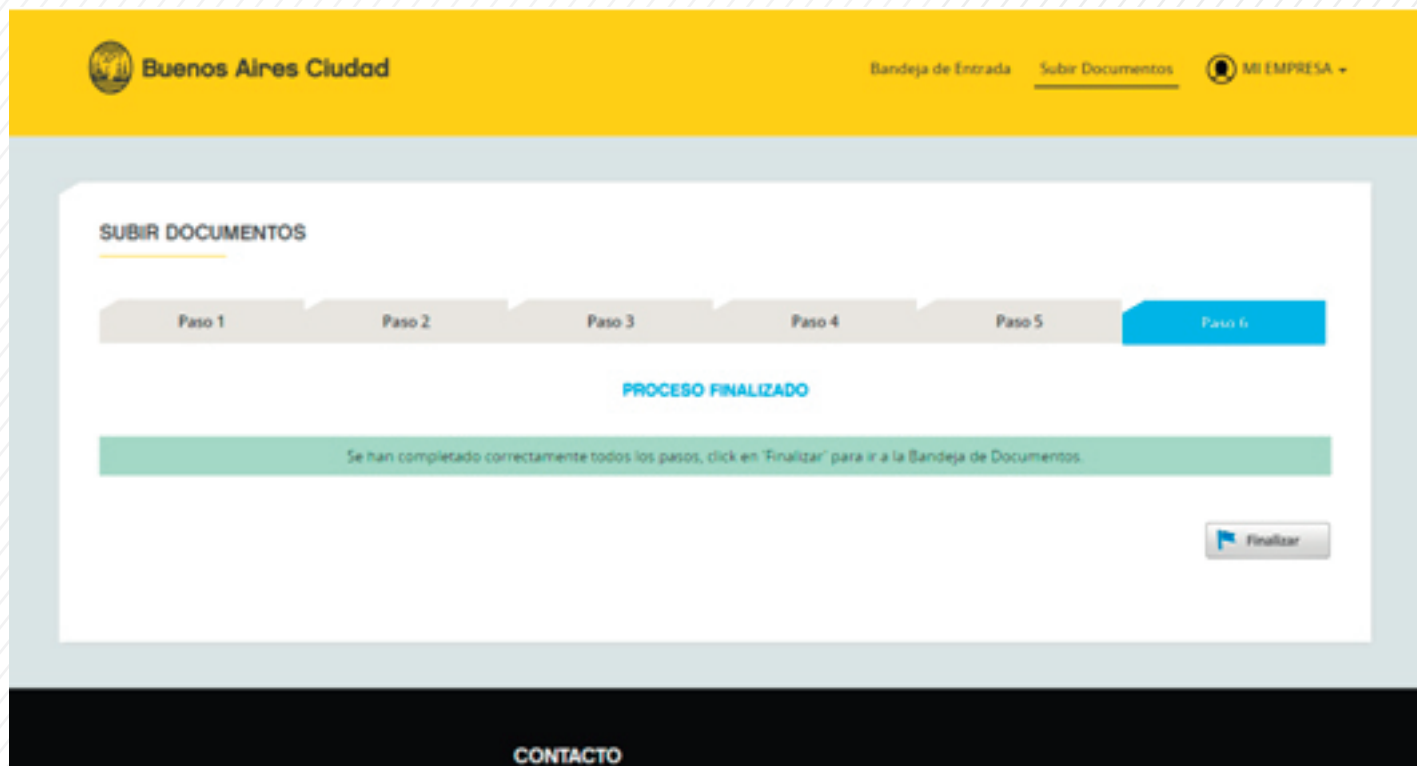 Buenos Aires Ciudad
Bandeja de Entrada Subir Documentos MI EMPRESA
SUBIR DOCUMENTOS
Paso 1 Paso 2 Paso 3 Paso 4 Paso 5 Paso 6
PROCESO FINALIZADO
Se han completado correctamente todos los pasos, click en 'Finalizar' para ir a la Bandeja de Documentos.
Finalizar
CONTACTO